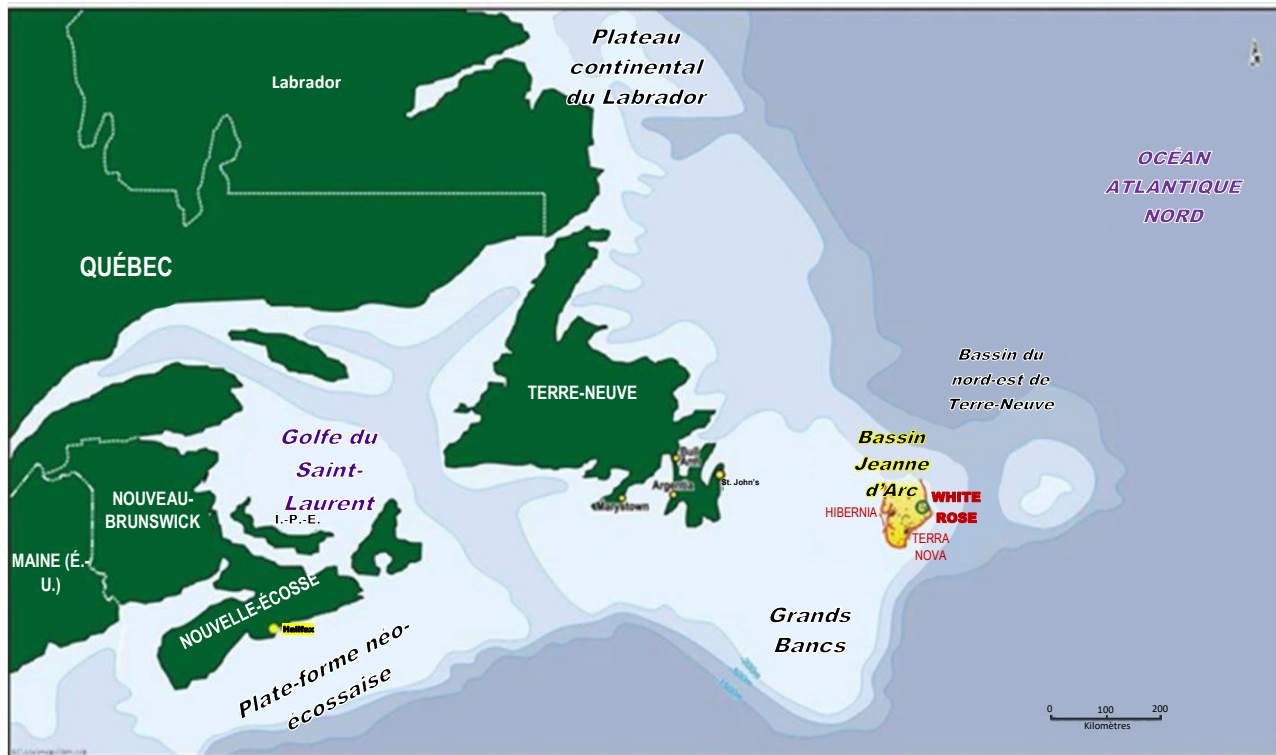 Plateau
continental
du Labrador
Labrador
OCÉAN
ATLANTIQUE
NORD
QUÉBEC
Bassin du
nord-est de
Terre-Neuve
TERRE-NEUVE
Golfe du
Saint-
Laurent
Bassin
Jeanne
d'Arc
Bull
Arm
Argentia
St. John's
Marystown
NOUVEAU-
BRUNSWICK
I.-P.-E.
HIBERNIA
WHITE
ROSE
TERRA
NOVA
MAINE (É.-
U.)
NOUVELLE-ÉCOSSE
Halifax
Grands
Bancs
Plate-forme néo-
écossaise
0 100 200
Kilomètres